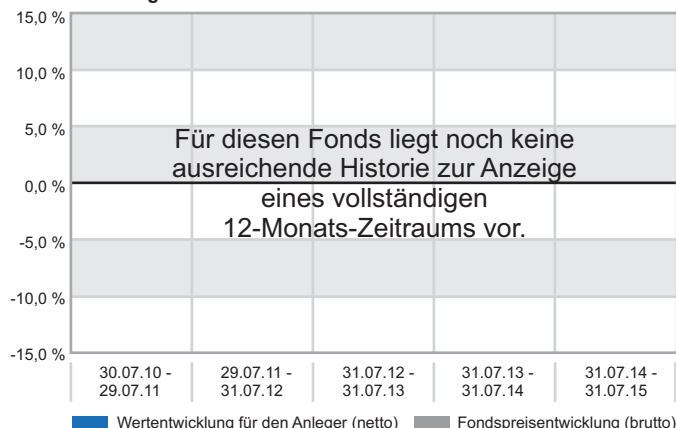 15,0 %
10,0 %
5,0 %
0,0 %
-5,0 %
-10,0 %
-15,0 %
Für diesen Fonds liegt noch keine
ausreichende Historie zur Anzeige
eines vollständigen
12-Monats-Zeitraums vor.
30.07.10 - 29.07.11 - 31.07.12 - 31.07.13 - 31.07.14 -
29.07.11 31.07.12 31.07.13 31.07.14 31.07.15
Wertentwicklung für den Anleger (netto) Fondspreisentwicklung (brutto)